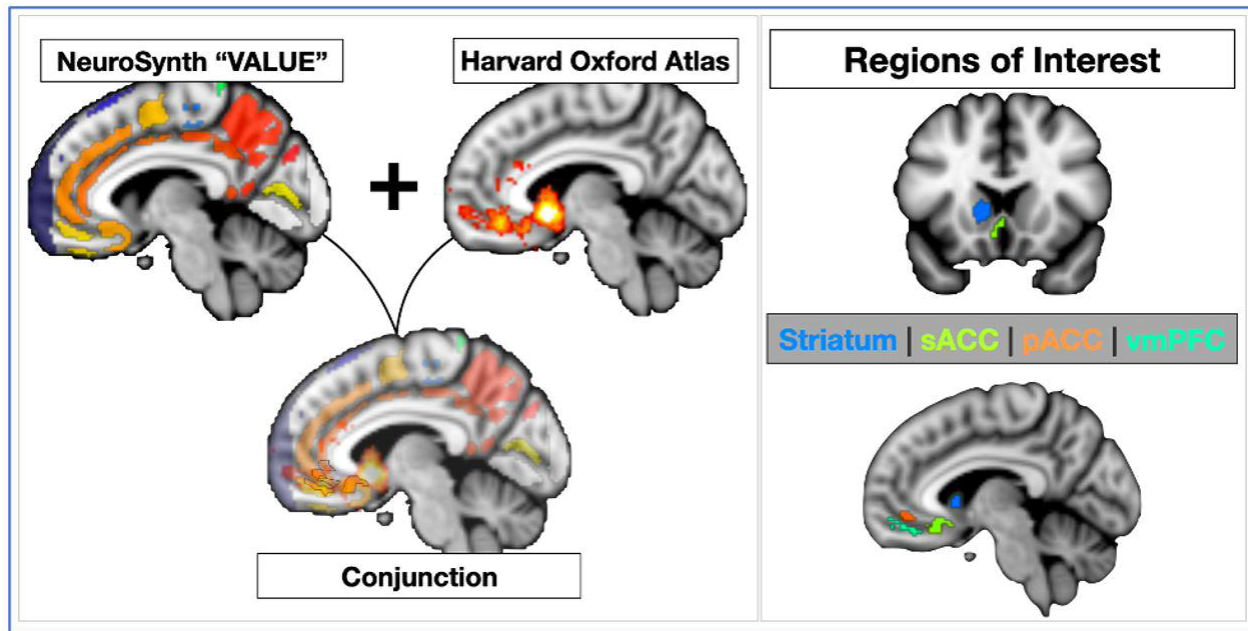 NeuroSynth “VALUE”
Harvard Oxford Atlas
+
Conjunction
Regions of Interest
Striatum | sACC | pACC | vmPFC